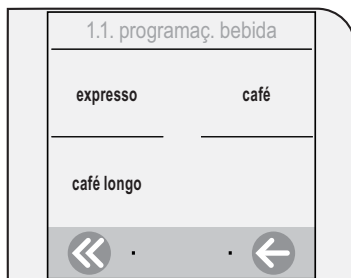 1.1. programaç. bebida
expresso café
café longo